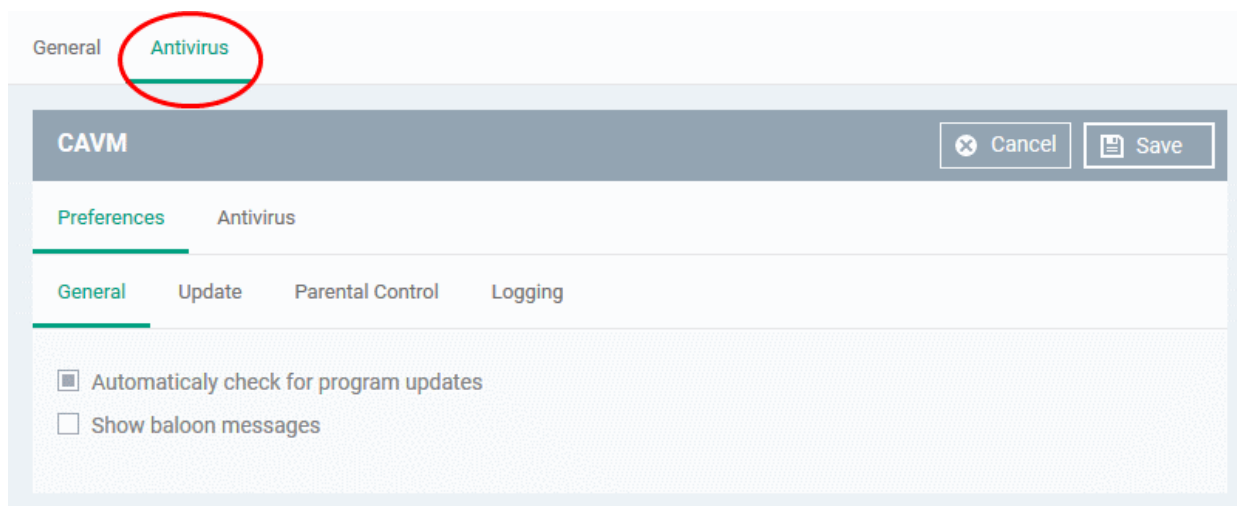 General Antivirus
CAVM Cancel Save
Preferences Antivirus
General Update Parental Control Logging
Automaticaly check for program updates
Show baloon messages